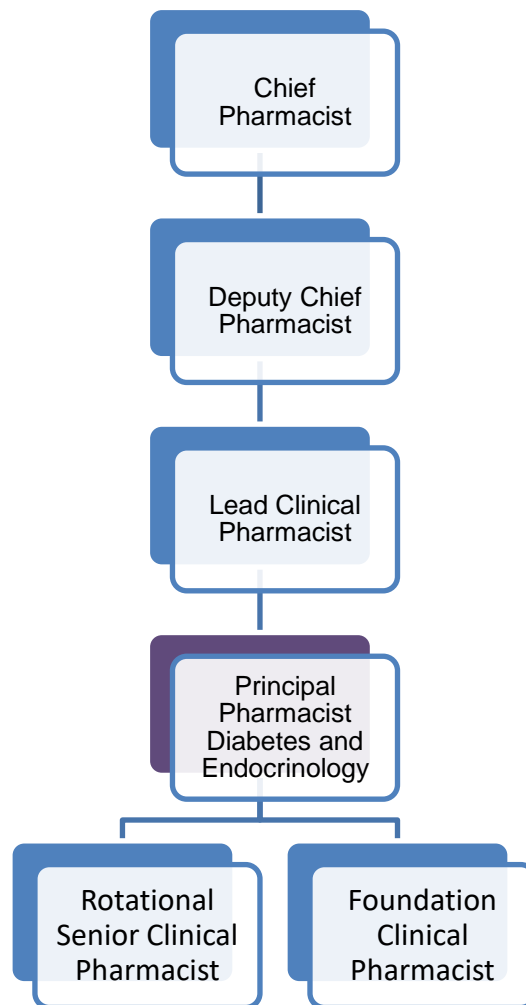 Chief
Pharmacist
Deputy Chief
Pharmacist
Lead Clinical
Pharmacist
Principal
Pharmacist
Diabetes and
Endocrinology
Rotational
Senior Clinical
Pharmacist
Foundation
Clinical
Pharmacist